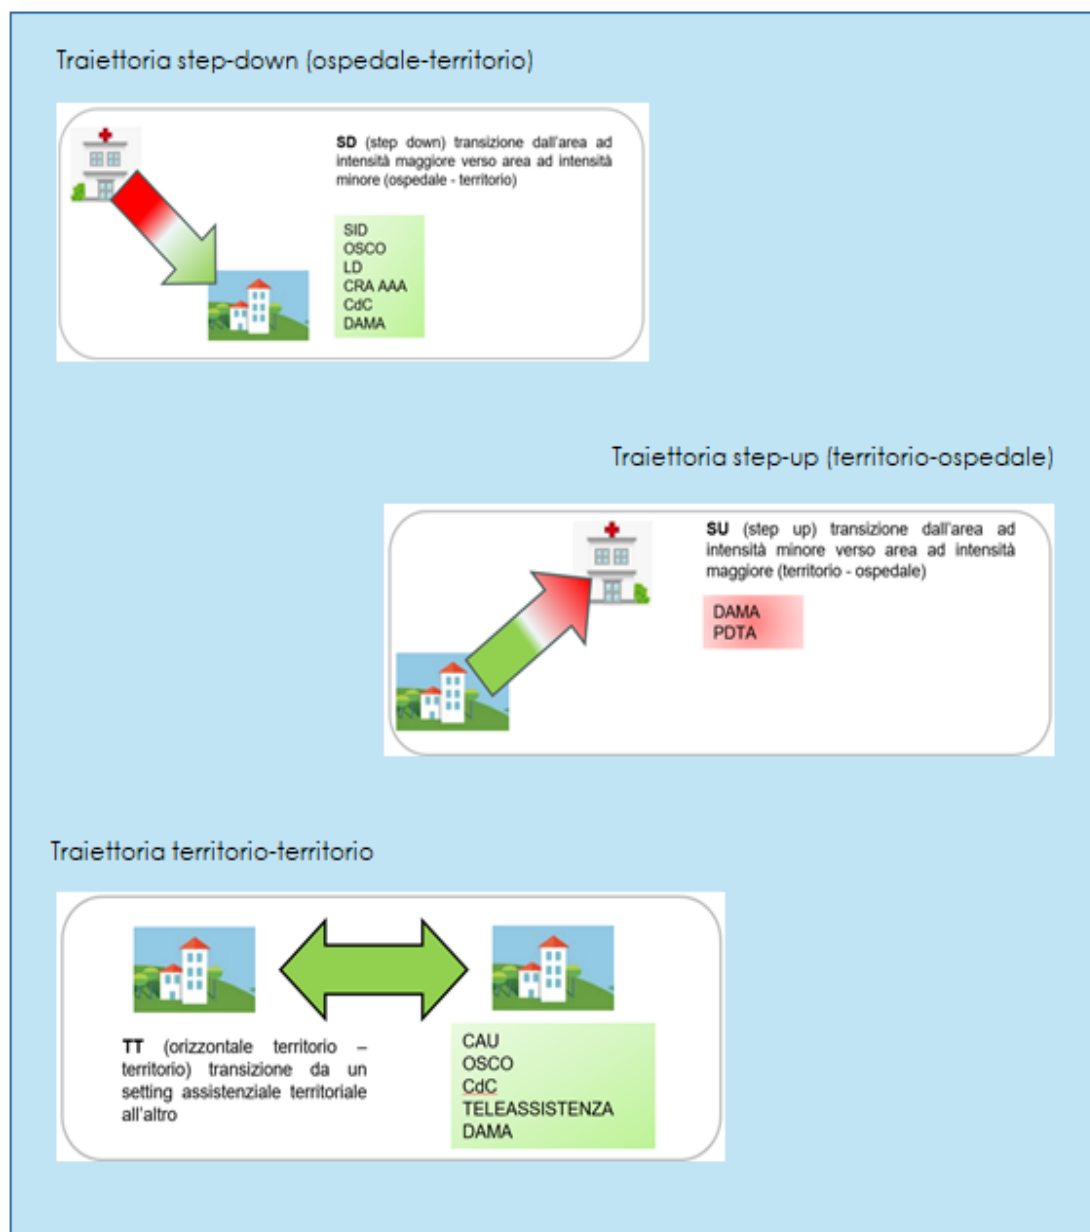 Traiettoria step-down (ospedale-territorio)
SD (step down) transizione dall'area ad
intensità maggiore verso area ad intensità
minore (ospedale - territorio)
SID
OSCO
LD
CRA AAA
CdC
DAMA
Traiettoria step-up (territorio-ospedale)
SU (step up) transizione dall'area ad
intensità minore verso area ad intensità
maggiore (territorio - ospedale)
DAMA
PDTA
Traiettoria territorio-territorio
TT (orizzontale territorio –
territorio) transizione da un
setting assistenziale territoriale
all'altro
CAU
OSCO
CdC
TELEASSISTENZA
DAMA